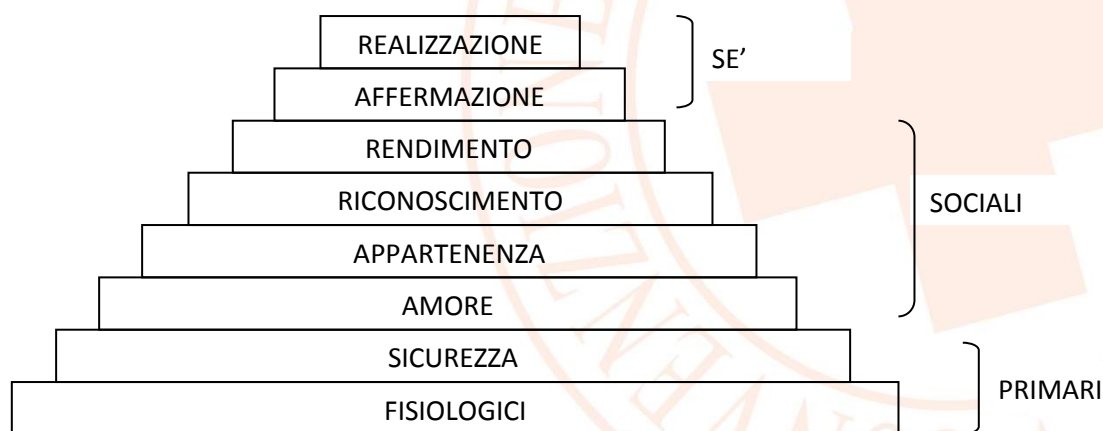 REALIZZAZIONE
SE’
AFFERMAZIONE
RENDIMENTO
RICONOSCIMENTO
SOCIALI
APPARTENENZA
AMORE
SICUREZZA
PRIMARI
FISIOLOGICI